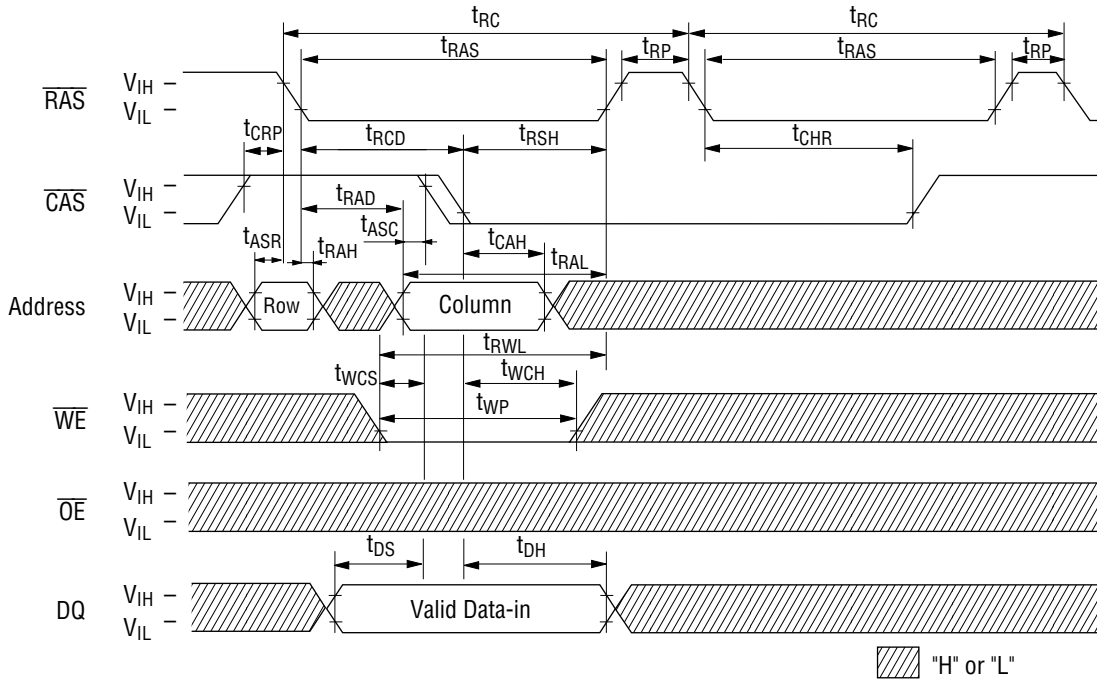 tRC tRC
tRAS tRP tRAS tRP
RAS VIH –
VIL –
tCRP tRCD tRSH tCHR
CAS VIH –
VIL –
tRAD
tASR tRAH tASC tCAH tRAL
Address VIH –
VIL –
Row Column
tRWL
tWCS tWCH
tWP
WE VIH –
VIL –
OE VIH –
VIL –
tDS tDH
DQ VIH –
VIL –
Valid Data-in
"H" or "L"